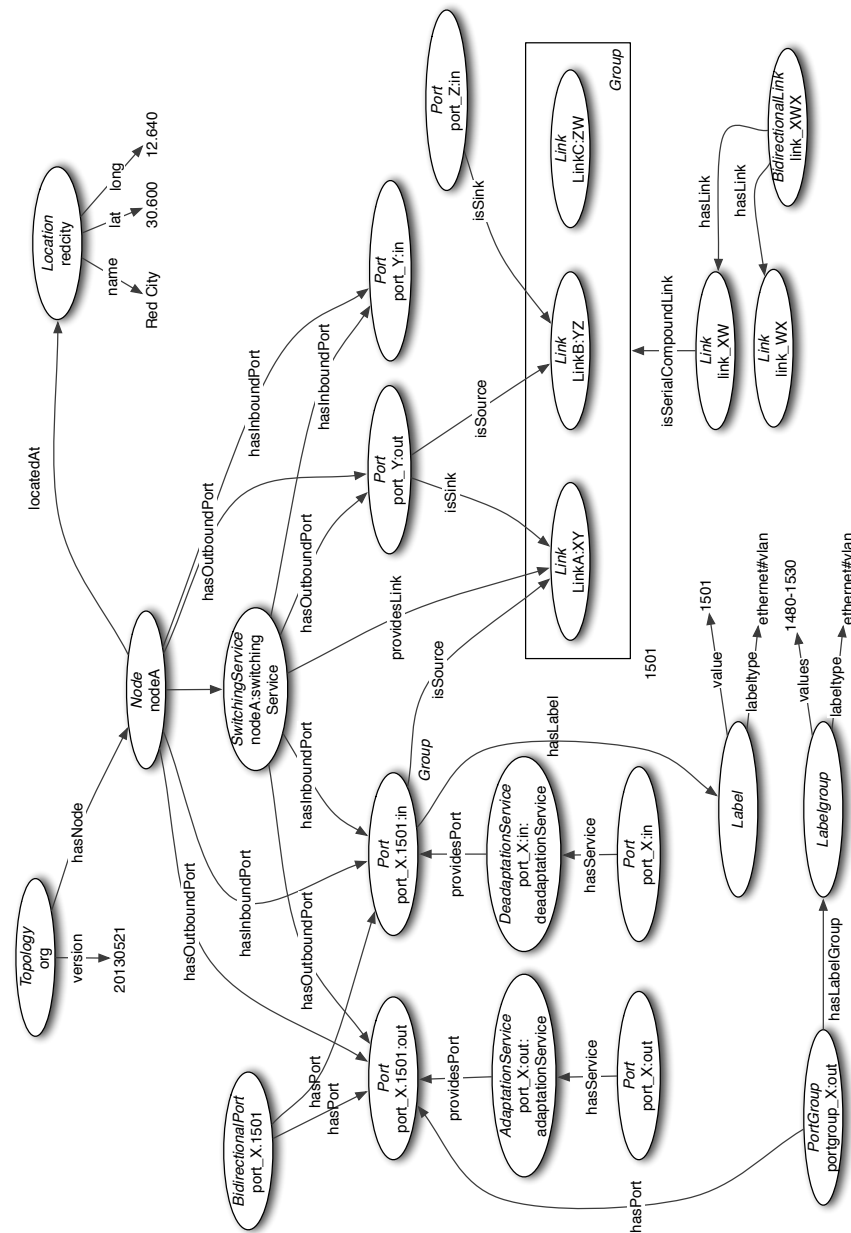 Topology
org
version
20130521
hasNode
Node
nodeA
locatedAt
Location
redcity
name
lat
long
Red City
30.600
12.640
BidirectionalPort
port_X.1501
hasPort
hasPort
hasOutboundPort
hasInboundPort
SwitchingService
nodeA:switching
Service
hasOutboundPort
hasInboundPort
hasOutboundPort
hasInboundPort
hasOutboundPort
hasInboundPort
providesLink
Port
port_X.1501:out
Port
port_X.1501:in
Group
Port
port_Y:out
Port
port_Y:in
Port
port_Z:in
providesPort
providesPort
isSource
isSink
isSource
isSink
hasLabel
AdaptationService
port_X:out:
adaptationService
DeadaptationService
port_X:in:
deadaptationService
Link
LinkA:XY
Link
LinkB:YZ
Link
LinkC:ZW
Group
1501
hasService
hasService
Port
port_X:out
Port
port_X:in
isSerialCompoundLink
hasPort
Label
value
1501
labeltype
ethernet#vlan
Link
link_XW
hasLink
hasLink
Link
link_WX
BidirectionalLink
link_XWX
PortGroup
portgroup_X:out
hasLabelGroup
Labelgroup
values
1480-1530
labeltype
ethernet#vlan